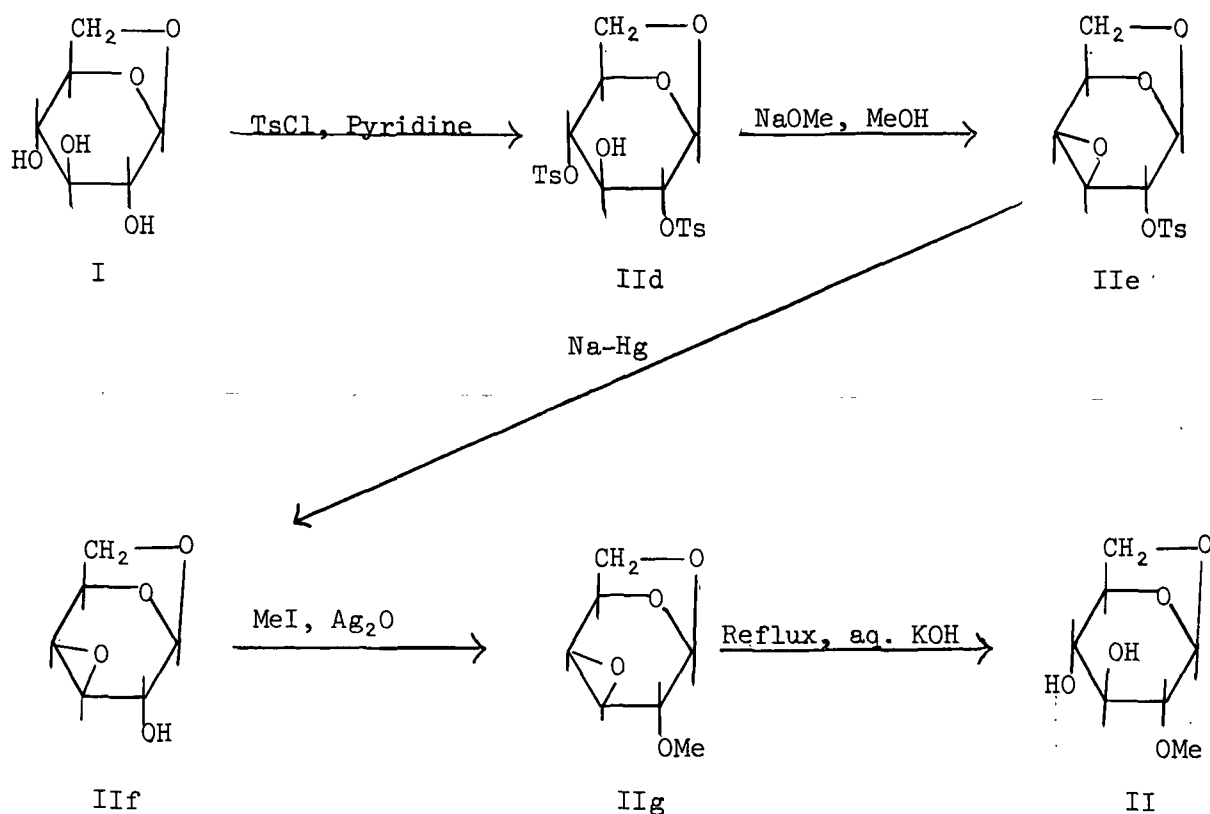 CH₂—O
O
OH
HO
OH
I
TsCl, Pyridine
CH₂—O
O
OH
TsO
OTs
IId
NaOMe, MeOH
CH₂—O
O
O
OTs
IIe
Na-Hg
CH₂—O
O
O
OH
IIf
MeI, Ag₂O
CH₂—O
O
O
OMe
IIg
Reflux, aq. KOH
CH₂—O
O
OH
HO
OMe
II